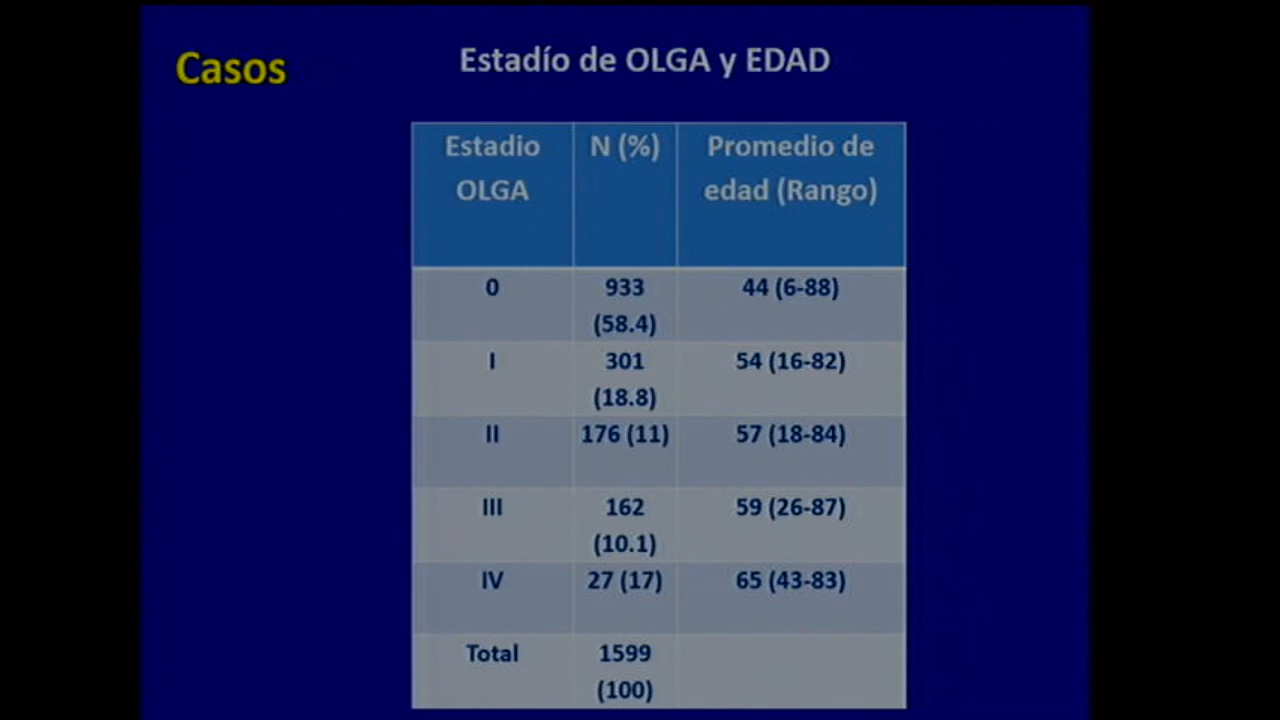 Casos
Estadío de OLGA y EDAD
Estadio
OLGA
N (%)
Promedio de
edad (Rango)
0
933
(58.4)
44 (6-88)
I
301
(18.8)
54 (16-82)
II
176 (11)
57 (18-84)
III
162
(10.1)
59 (26-87)
IV
27 (17)
65 (43-83)
Total
1599
(100)